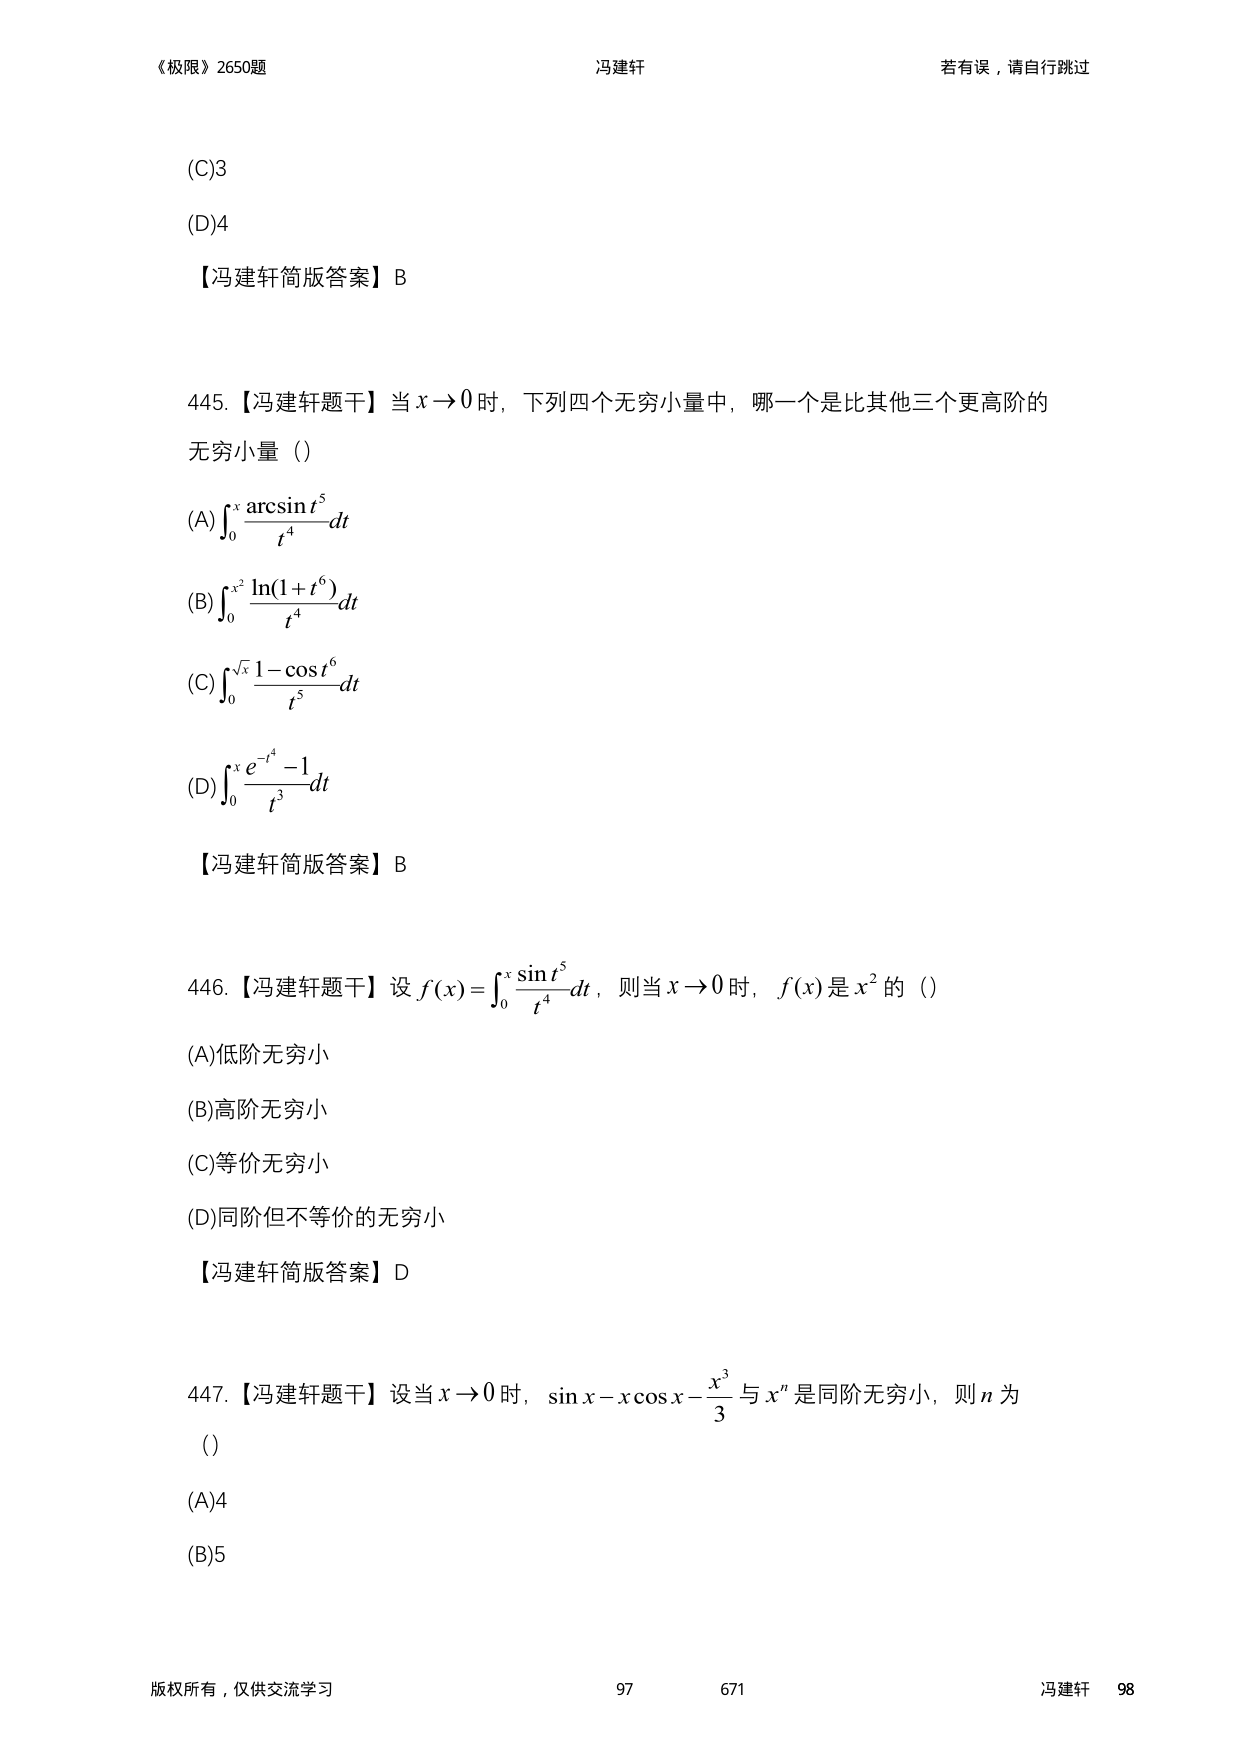 《极限》2650题 冯建轩 若有误，请自行跳过
(C)3
(D)4
【冯建轩简版答案】B
445.【冯建轩题干】当 x→0 时，下列四个无穷小量中，哪一个是比其他三个更高阶的
无穷小量（）
(A) ∫_0^x \frac{arcsin t^5}{t^4} dt
(B) ∫_0^{x^2} \frac{ln(1+t^6)}{t^4} dt
(C) ∫_0^{√x} \frac{1−cos t^6}{t^5} dt
(D) ∫_0^x \frac{e^{−t^4}−1}{t^3} dt
【冯建轩简版答案】B
446.【冯建轩题干】设 f(x)=∫_0^x \frac{sin t^5}{t^4} dt，则当 x→0 时，f(x) 是 x^2 的（）
(A)低阶无穷小
(B)高阶无穷小
(C)等价无穷小
(D)同阶但不等价的无穷小
【冯建轩简版答案】D
447.【冯建轩题干】设当 x→0 时，sin x−x cos x−\frac{x^3}{3} 与 x^n 是同阶无穷小，则 n 为
（）
(A)4
(B)5
版权所有，仅供交流学习 97 671 冯建轩 98